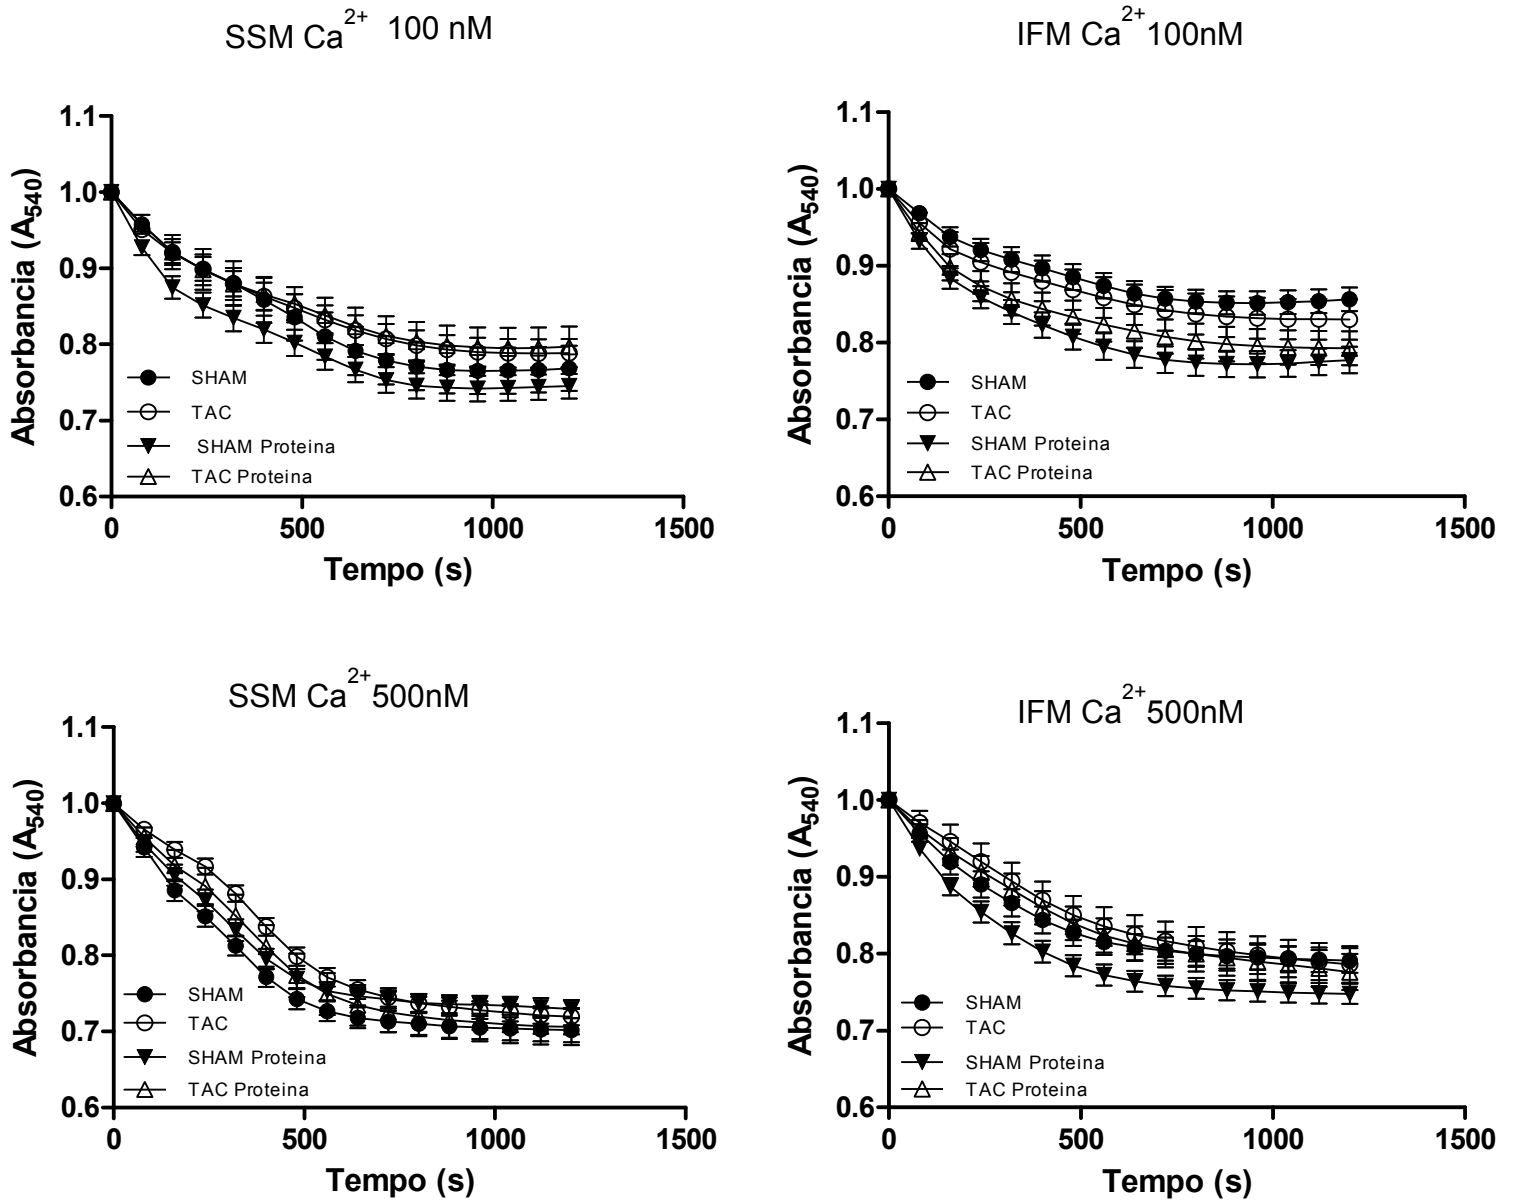 SSM Ca2+ 100 nM
1.1
1.0
0.9
0.8
0.7
0.6
Absorbancia (A540)
SHAM
TAC
SHAM Proteina
TAC Proteina
0 500 1000 1500
Tempo (s)
IFM Ca2+ 100nM
1.1
1.0
0.9
0.8
0.7
0.6
Absorbancia (A540)
SHAM
TAC
SHAM Proteina
TAC Proteina
0 500 1000 1500
Tempo (s)
SSM Ca2+ 500nM
1.1
1.0
0.9
0.8
0.7
0.6
Absorbancia (A540)
SHAM
TAC
SHAM Proteina
TAC Proteina
0 500 1000 1500
Tempo (s)
IFM Ca2+ 500nM
1.1
1.0
0.9
0.8
0.7
0.6
Absorbancia (A540)
SHAM
TAC
SHAM Proteina
TAC Proteina
0 500 1000 1500
Tempo (s)